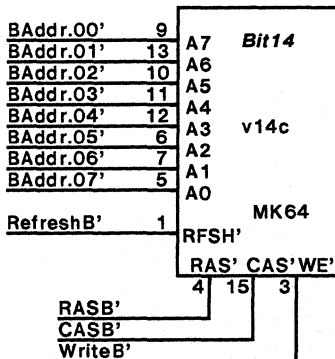 BAddr.00' 9 A7 Bit14
BAddr.01' 13 A6
BAddr.02' 10 A5
BAddr.03' 11 A4
BAddr.04' 12 A3 v14c
BAddr.05' 6 A2
BAddr.06' 7 A1
BAddr.07' 5 A0
MK64
RefreshB' 1 RFSH'
RAS' CAS' WE'
4 15 3
RASB'
CASB'
WriteB'